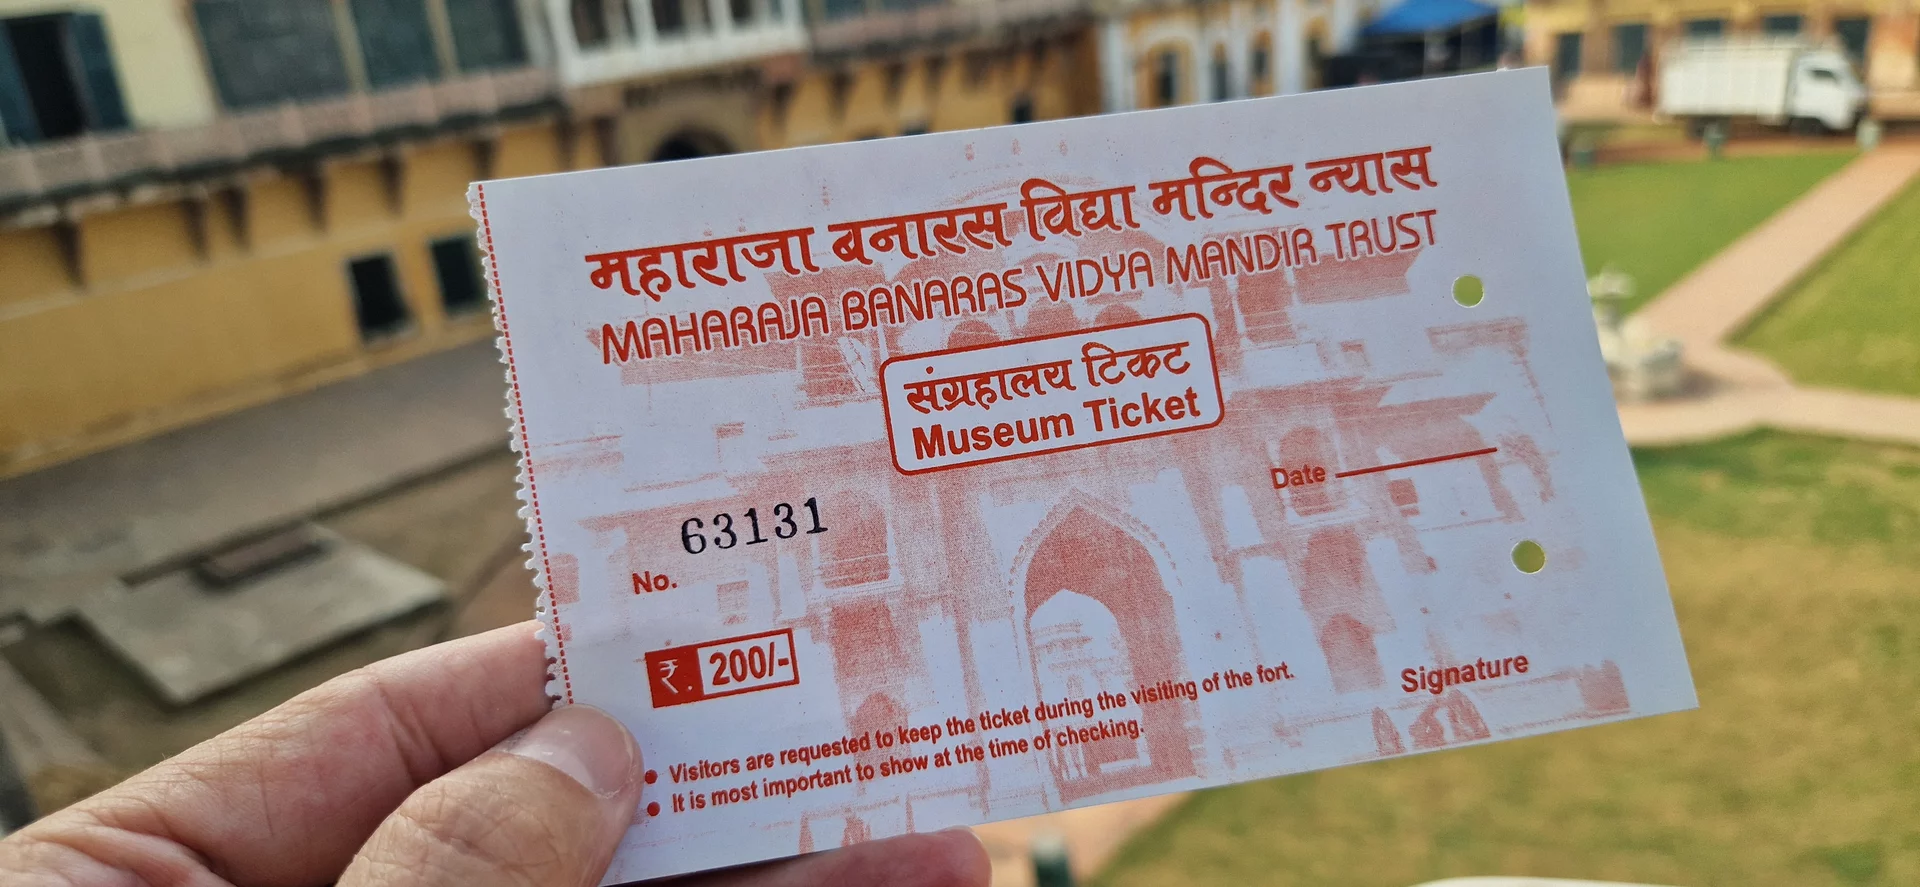 महाराजा बनारस विद्या मन्दिर न्यास
MAHARAJA BANARAS VIDYA MANDIR TRUST
संग्रहालय टिकट
Museum Ticket
Date
63131
No.
₹. 200/-
Signature
• Visitors are requested to keep the ticket during the visiting of the fort.
• It is most important to show at the time of checking.